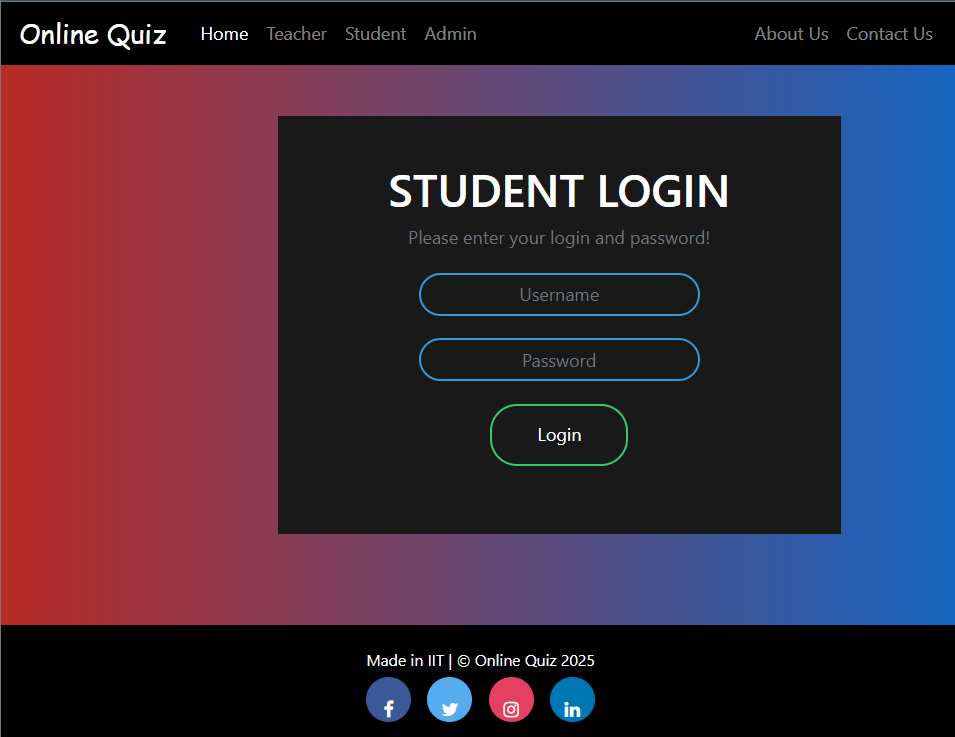 Online Quiz Home Teacher Student Admin About Us Contact Us
STUDENT LOGIN
Please enter your login and password!
Username
Password
Login
Made in IIT | © Online Quiz 2025